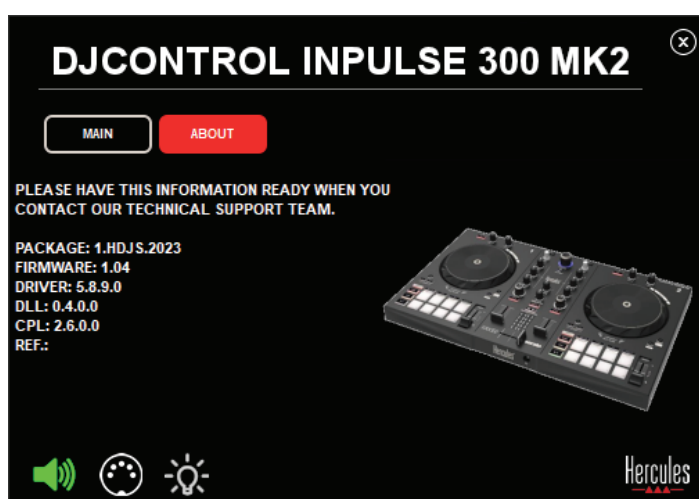 DJCONTROL INPULSE 300 MK2
MAIN
ABOUT
PLEASE HAVE THIS INFORMATION READY WHEN YOU
CONTACT OUR TECHNICAL SUPPORT TEAM.
PACKAGE: 1.HDJS.2023
FIRMWARE: 1.04
DRIVER: 5.8.9.0
DLL: 0.4.0.0
CPL: 2.6.0.0
REF.:
Hercules
Hercules